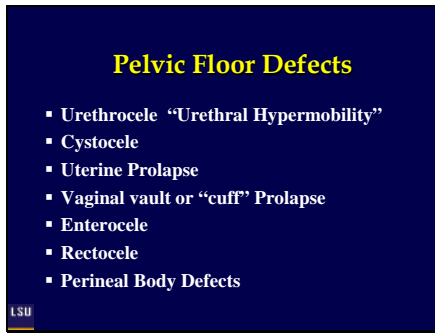 Pelvic Floor Defects
▪ Urethrocele “Urethral Hypermobility”
▪ Cystocele
▪ Uterine Prolapse
▪ Vaginal vault or “cuff” Prolapse
▪ Enterocele
▪ Rectocele
▪ Perineal Body Defects
LSU